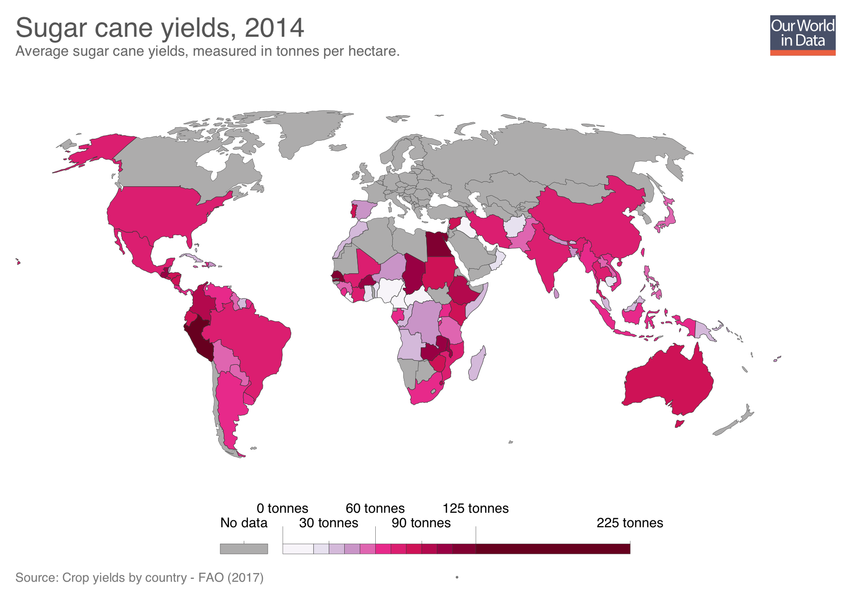 Sugar cane yields, 2014
Average sugar cane yields, measured in tonnes per hectare.
Our World
in Data
0 tonnes 60 tonnes 125 tonnes
No data 30 tonnes 90 tonnes 225 tonnes
Source: Crop yields by country - FAO (2017)